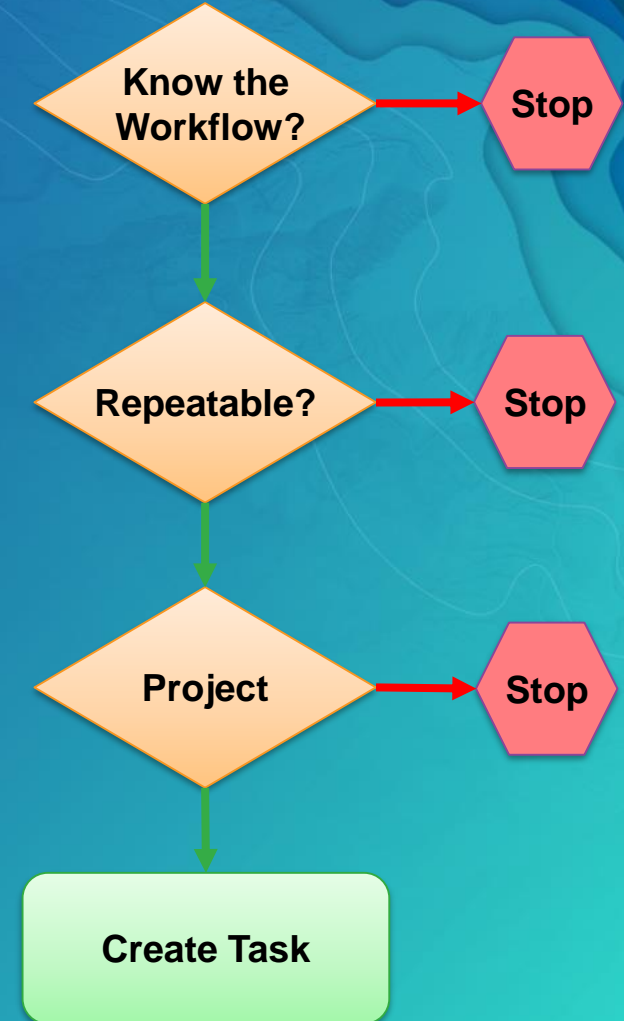 Know the
Workflow?
Stop
Repeatable?
Stop
Project
Stop
Create Task